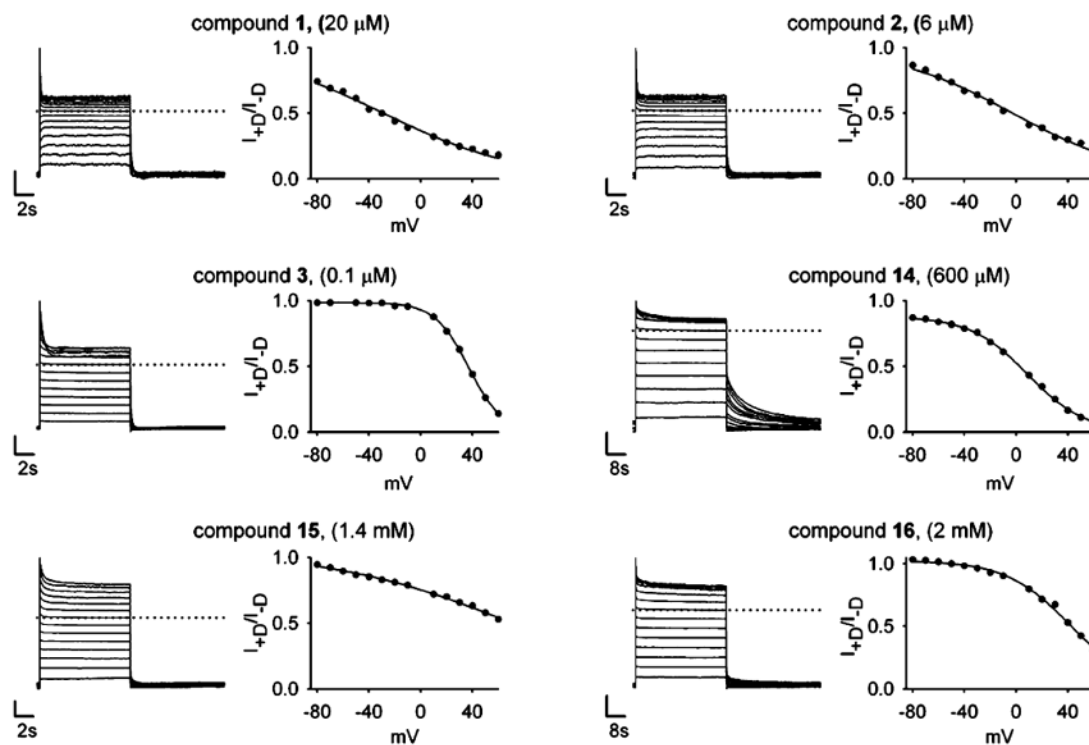 compound 1, (20 μM)
1.0
0.5
0.0
I+D/I-D
-80 -40 0 40
mV
2s
compound 2, (6 μM)
1.0
0.5
0.0
I+D/I-D
-80 -40 0 40
mV
2s
compound 3, (0.1 μM)
1.0
0.5
0.0
I+D/I-D
-80 -40 0 40
mV
2s
compound 14, (600 μM)
1.0
0.5
0.0
I+D/I-D
-80 -40 0 40
mV
8s
compound 15, (1.4 mM)
1.0
0.5
0.0
I+D/I-D
-80 -40 0 40
mV
2s
compound 16, (2 mM)
1.0
0.5
0.0
I+D/I-D
-80 -40 0 40
mV
8s